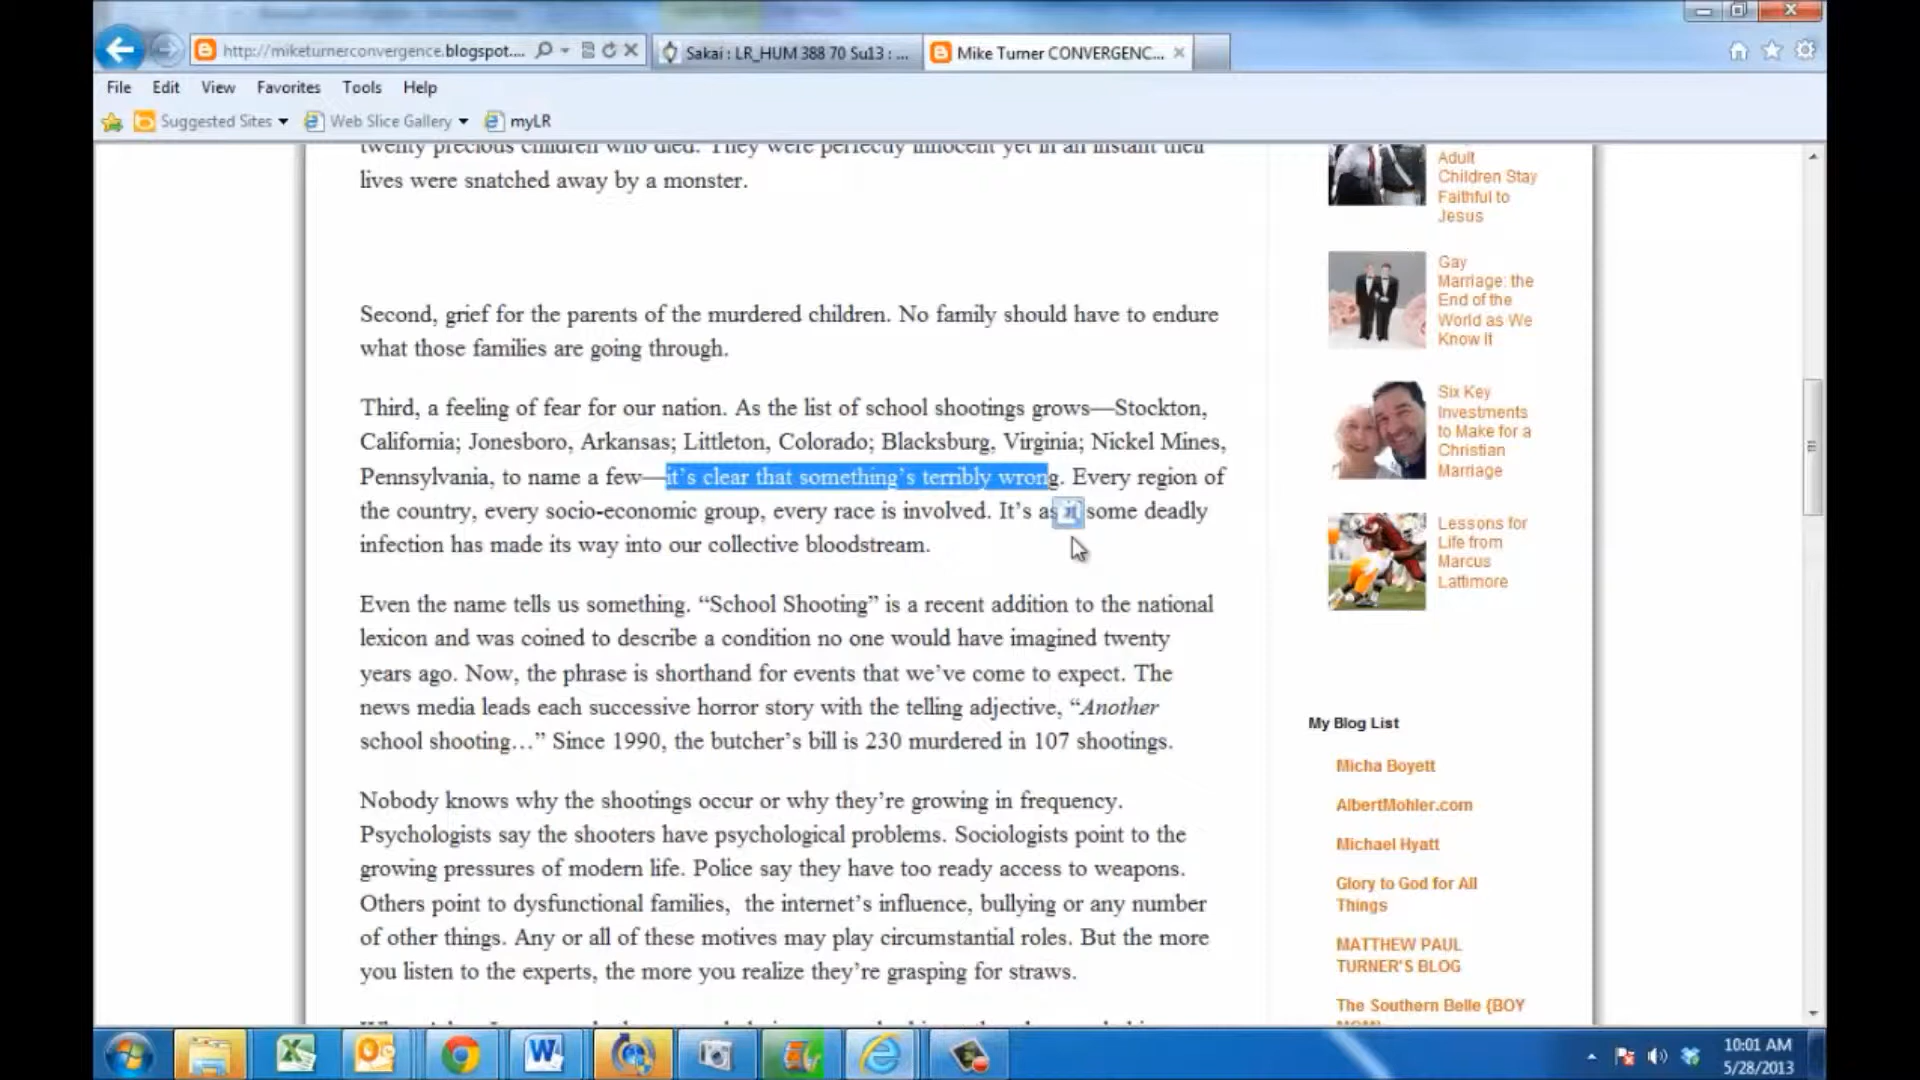 http://miketurnerconvergence.blogspot....
Sakai : LR_HUM 388 70 Su13 : ...
Mike Turner CONVERGENC...
File Edit View Favorites Tools Help
Suggested Sites Web Slice Gallery myLR
twenty precious children who died. They were perfectly innocent yet in an instant their
lives were snatched away by a monster.
Second, grief for the parents of the murdered children. No family should have to endure
what those families are going through.
Third, a feeling of fear for our nation. As the list of school shootings grows—Stockton,
California; Jonesboro, Arkansas; Littleton, Colorado; Blacksburg, Virginia; Nickel Mines,
Pennsylvania, to name a few—it’s clear that something’s terribly wrong. Every region of
the country, every socio-economic group, every race is involved. It’s as if some deadly
infection has made its way into our collective bloodstream.
Even the name tells us something. “School Shooting” is a recent addition to the national
lexicon and was coined to describe a condition no one would have imagined twenty
years ago. Now, the phrase is shorthand for events that we’ve come to expect. The
news media leads each successive horror story with the telling adjective, “Another
school shooting…” Since 1990, the butcher’s bill is 230 murdered in 107 shootings.
Nobody knows why the shootings occur or why they’re growing in frequency.
Psychologists say the shooters have psychological problems. Sociologists point to the
growing pressures of modern life. Police say they have too ready access to weapons.
Others point to dysfunctional families, the internet’s influence, bullying or any number
of other things. Any or all of these motives may play circumstantial roles. But the more
you listen to the experts, the more you realize they’re grasping for straws.
Adult
Children Stay
Faithful to
Jesus
Gay
Marriage: the
End of the
World as We
Know It
Six Key
Investments
to Make for a
Christian
Marriage
Lessons for
Life from
Marcus
Lattimore
My Blog List
Micha Boyett
AlbertMohler.com
Michael Hyatt
Glory to God for All
Things
MATTHEW PAUL
TURNER'S BLOG
The Southern Belle {BOY
10:01 AM
5/28/2013